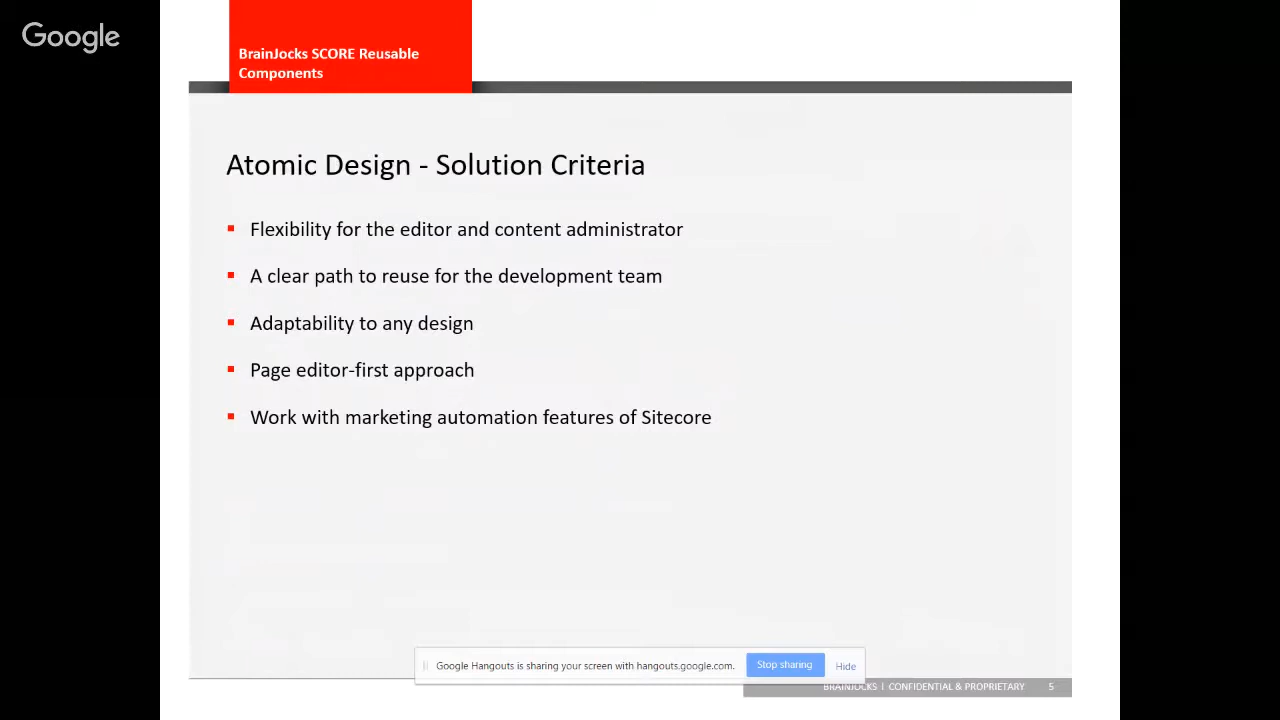 Google
BrainJocks SCORE Reusable
Components
Atomic Design - Solution Criteria
Flexibility for the editor and content administrator
A clear path to reuse for the development team
Adaptability to any design
Page editor-first approach
Work with marketing automation features of Sitecore
Google Hangouts is sharing your screen with hangouts.google.com.
Stop sharing
Hide
BRAINJOCKS | CONFIDENTIAL & PROPRIETARY 5